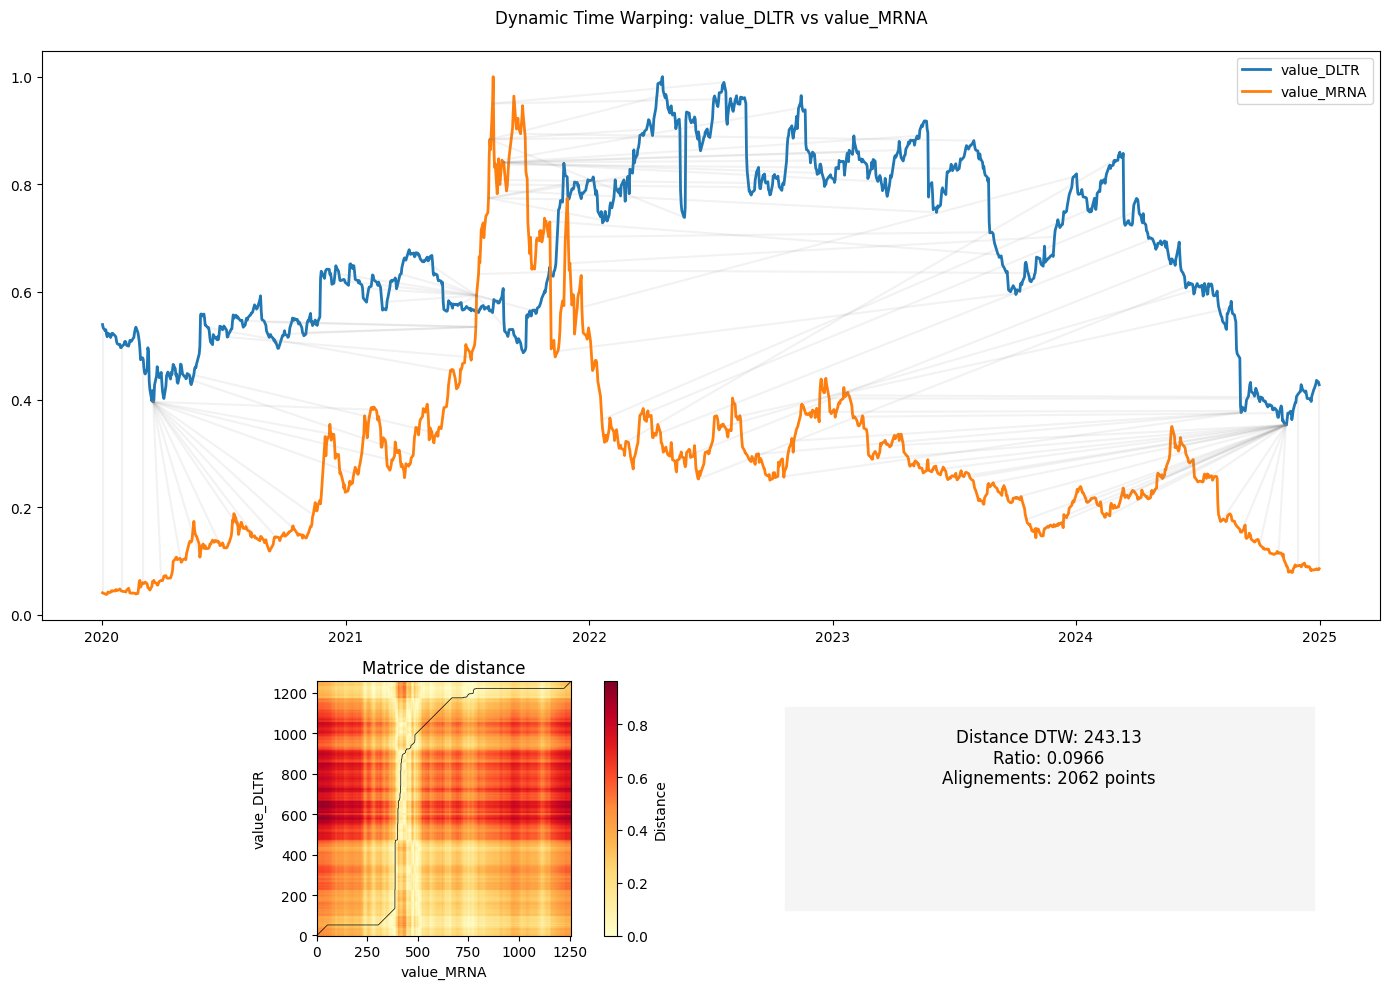 Dynamic Time Warping: value_DLTR vs value_MRNA
1.0
0.8
0.6
0.4
0.2
0.0
value_DLTR
value_MRNA
2020 2021 2022 2023 2024 2025
Matrice de distance
1200
1000
800
600
400
200
0
value_DLTR
0 250 500 750 1000 1250
value_MRNA
0.8
0.6
0.4
0.2
0.0
Distance
Distance DTW: 243.13
Ratio: 0.0966
Alignements: 2062 points